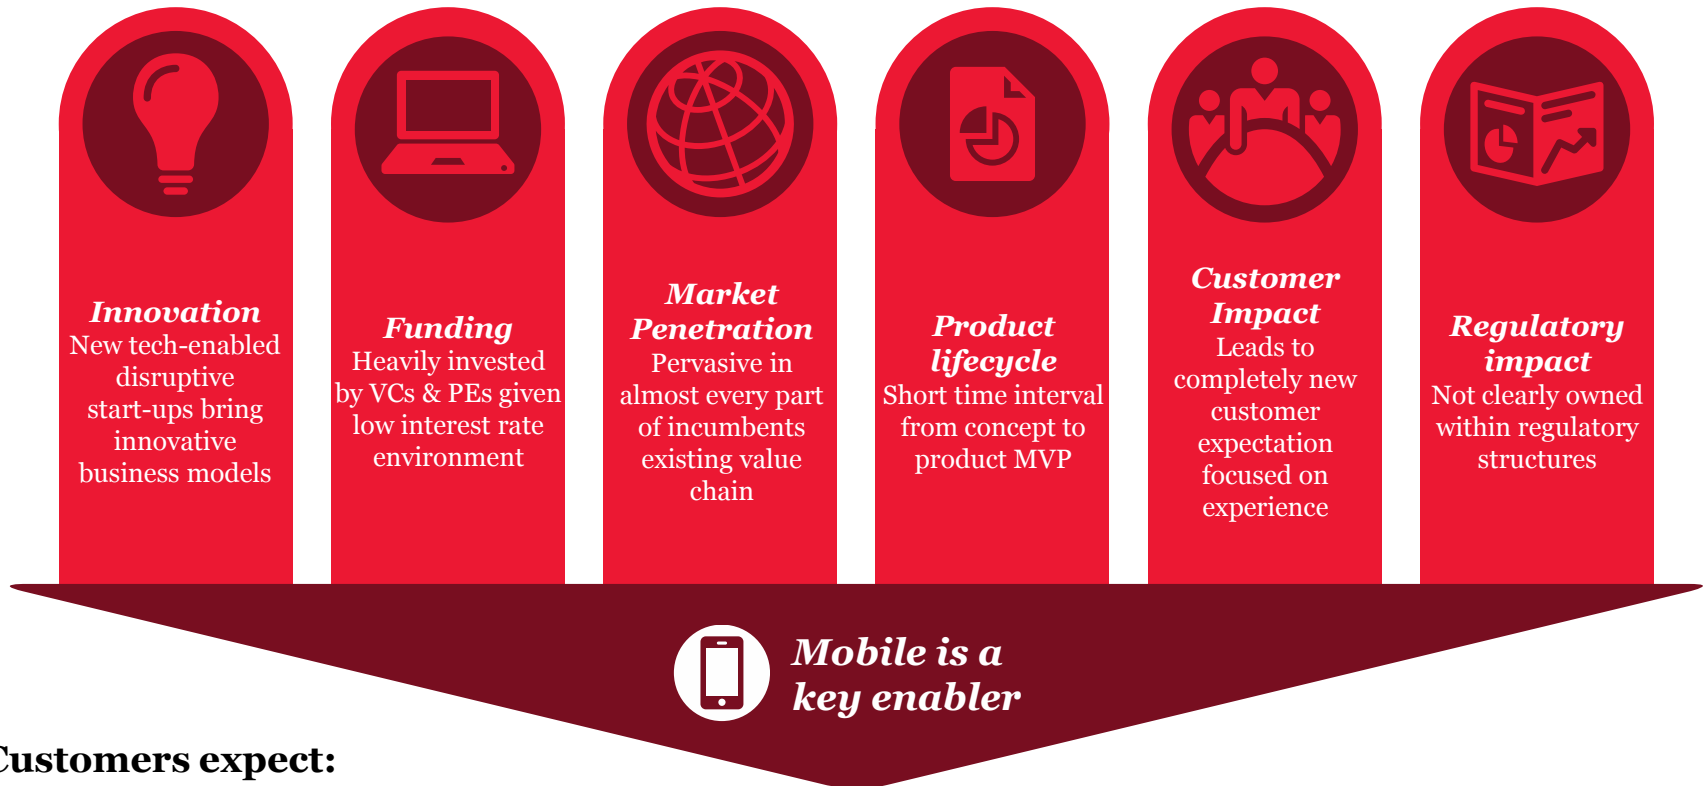 Innovation
New tech-enabled
disruptive
start-ups bring
innovative
business models
Funding
Heavily invested
by VCs & PEs given
low interest rate
environment
Market
Penetration
Pervasive in
almost every part
of incumbents
existing value
chain
Product
lifecycle
Short time interval
from concept to
product MVP
Customer
Impact
Leads to
completely new
customer
expectation
focused on
experience
Regulatory
impact
Not clearly owned
within regulatory
structures
Mobile is a
key enabler
Customers expect: